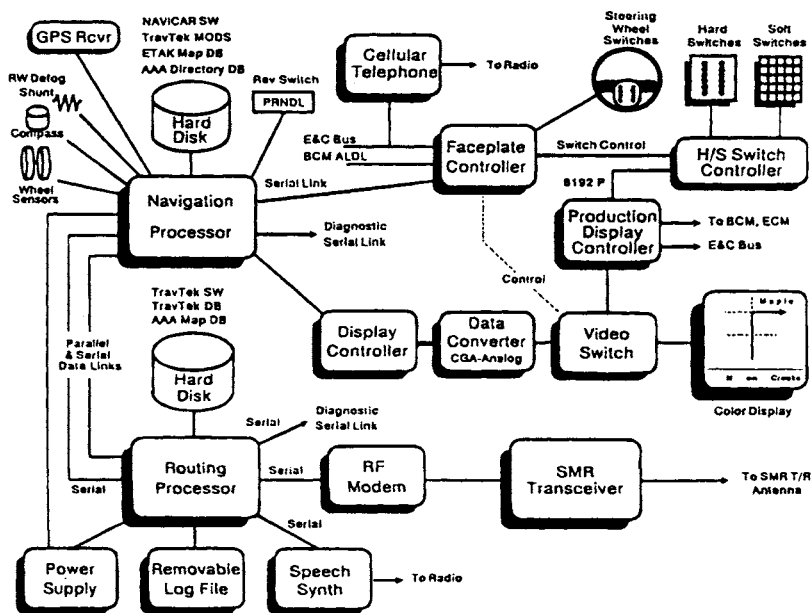 NAVICAR SW
TravTek MODS
ETAK Map DB
AAA Directory DB
GPS Rcvr
RW Defog
Shunt
Compass
Wheel
Sensors
Hard
Disk
Rev Switch
PRNDL
Cellular
Telephone
To Radio
Steering
Wheel
Switches
Hard
Switches
Soft
Switches
E&C Bus
BCM ALDL
Faceplate
Controller
Switch Control
H/S Switch
Controller
Serial Link
Navigation
Processor
Diagnostic
Serial Link
8192 P
Production
Display
Controller
To BCM, ECM
E&C Bus
Control
TravTek SW
TravTek DB
AAA Map DB
Parallel
& Serial
Data Links
Hard
Disk
Display
Controller
Data
Converter
CGA-Analog
Video
Switch
Maple
Color Display
Serial
Diagnostic
Serial Link
Routing
Processor
Serial
RF
Modem
SMR
Transceiver
To SMR T/R
Antenna
Serial
Serial
Power
Supply
Removable
Log File
Speech
Synth
To Radio